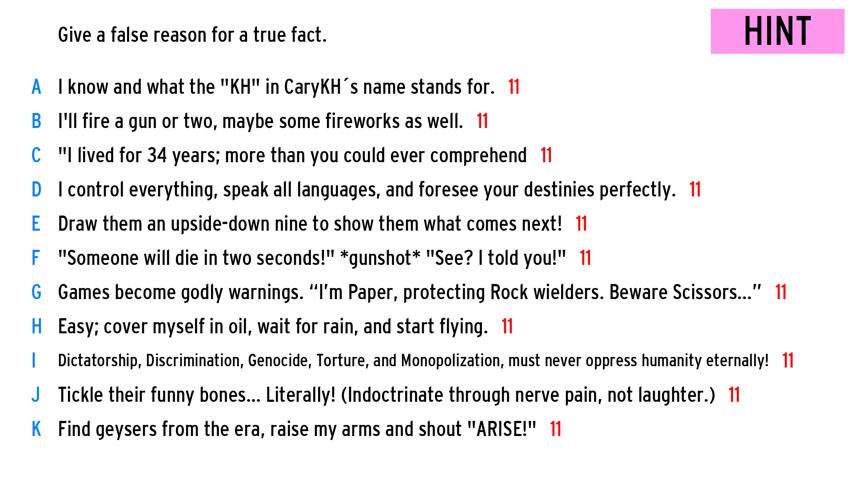 Give a false reason for a true fact.
HINT
A I know and what the "KH" in CaryKH´s name stands for. 11
B I'll fire a gun or two, maybe some fireworks as well. 11
C "I lived for 34 years; more than you could ever comprehend 11
D I control everything, speak all languages, and foresee your destinies perfectly. 11
E Draw them an upside-down nine to show them what comes next! 11
F "Someone will die in two seconds!" *gunshot* "See? I told you!" 11
G Games become godly warnings. “I’m Paper, protecting Rock wielders. Beware Scissors...” 11
H Easy; cover myself in oil, wait for rain, and start flying. 11
I Dictatorship, Discrimination, Genocide, Torture, and Monopolization, must never oppress humanity eternally! 11
J Tickle their funny bones... Literally! (Indoctrinate through nerve pain, not laughter.) 11
K Find geysers from the era, raise my arms and shout "ARISE!" 11